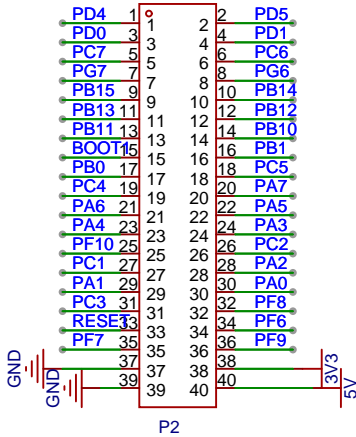 PD4 1 1 2 2 PD5
PD0 3 3 4 4 PD1
PC7 5 5 6 6 PC6
PG7 7 7 8 8 PG6
PB15 9 9 10 10 PB14
PB13 11 11 12 12 PB12
PB11 13 13 14 14 PB10
BOOT1 15 15 16 16 PB1
PB0 17 17 18 18 PC5
PC4 19 19 20 20 PA7
PA6 21 21 22 22 PA5
PA4 23 23 24 24 PA3
PF10 25 25 26 26 PC2
PC1 27 27 28 28 PA2
PA1 29 29 30 30 PA0
PC3 31 31 32 32 PF8
RESET 33 33 34 34 PF6
PF7 35 35 36 36 PF9
GND 37 37 38 38 3V3
GND 39 39 40 40 5V
P2